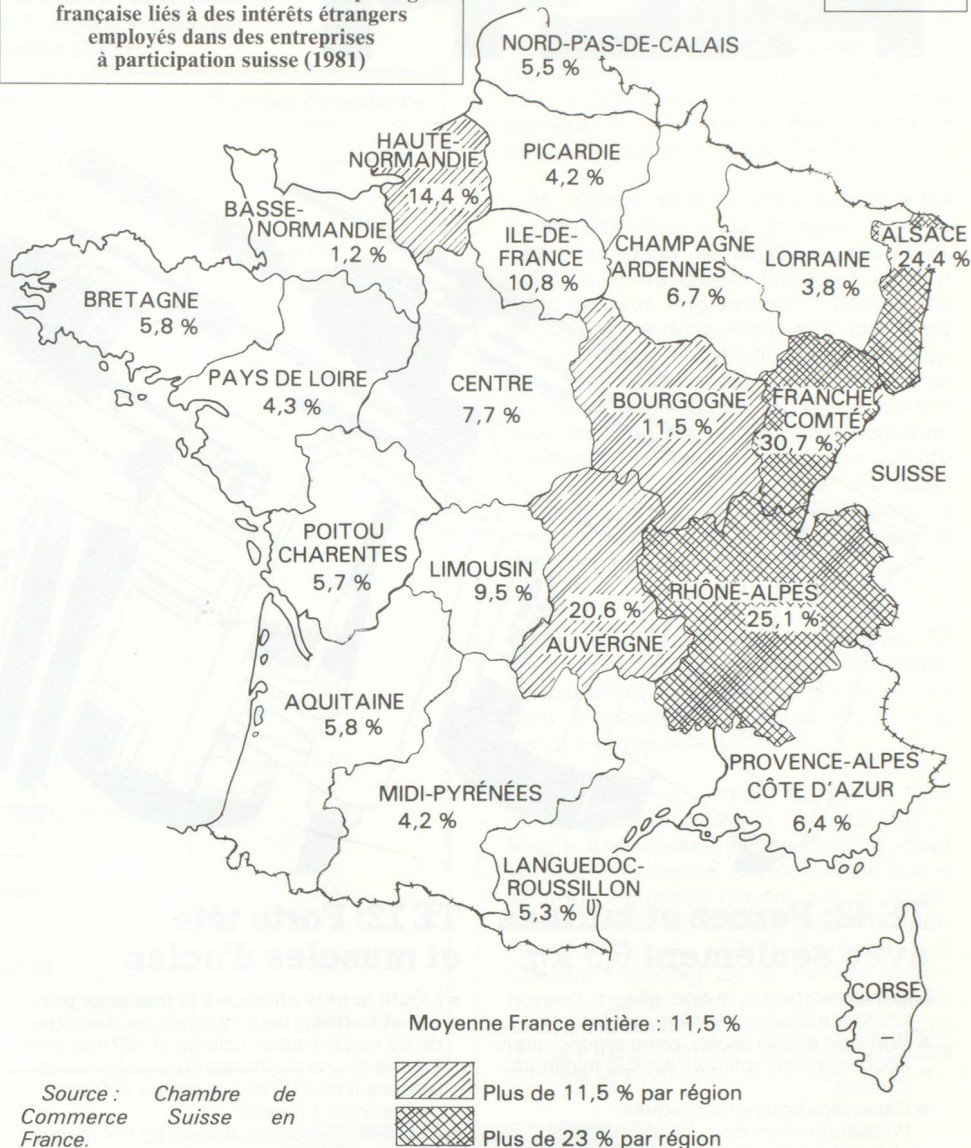 française liés à des intérêts étrangers
employés dans des entreprises
à participation suisse (1981)
NORD-PAS-DE-CALAIS
5,5 %
HAUTE-
NORMANDIE
14,4 %
PICARDIE
4,2 %
BASSE-
NORMANDIE
1,2 %
ILE-DE-
FRANCE
10,8 %
CHAMPAGNE
ARDENNES
6,7 %
LORRAINE
3,8 %
ALSACE
24,4 %
BRETAGNE
5,8 %
PAYS DE LOIRE
4,3 %
CENTRE
7,7 %
BOURGOGNE
11,5 %
FRANCHE
COMTÉ
30,7 %
SUISSE
POITOU
CHARENTES
5,7 %
LIMOUSIN
9,5 %
20,6 %
AUVERGNE
RHÔNE-ALPES
25,1 %
AQUITAINE
5,8 %
MIDI-PYRÉNÉES
4,2 %
PROVENCE-ALPES
CÔTE D'AZUR
6,4 %
LANGUEDOC-
ROUSSILLON
5,3 %
CORSE
Moyenne France entière : 11,5 %
Plus de 11,5 % par région
Plus de 23 % par région
Source : Chambre de
Commerce Suisse en
France.